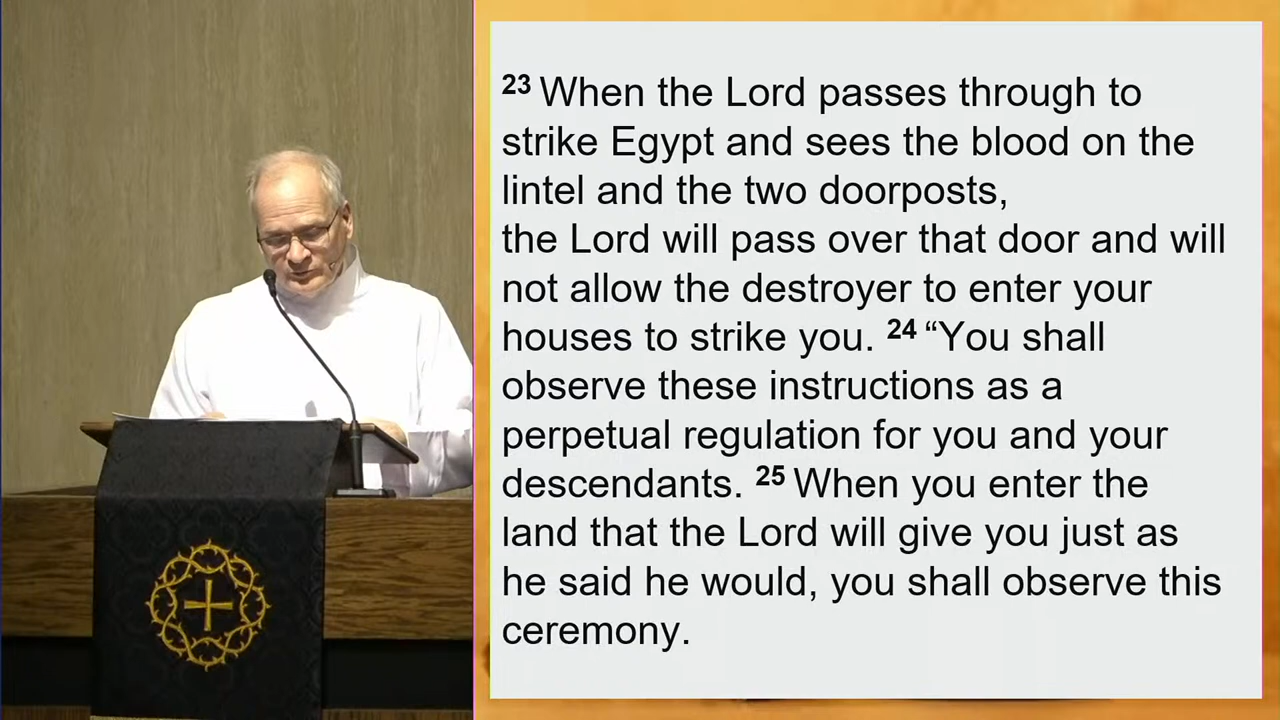 23 When the Lord passes through to
strike Egypt and sees the blood on the
lintel and the two doorposts,
the Lord will pass over that door and will
not allow the destroyer to enter your
houses to strike you. 24 “You shall
observe these instructions as a
perpetual regulation for you and your
descendants. 25 When you enter the
land that the Lord will give you just as
he said he would, you shall observe this
ceremony.